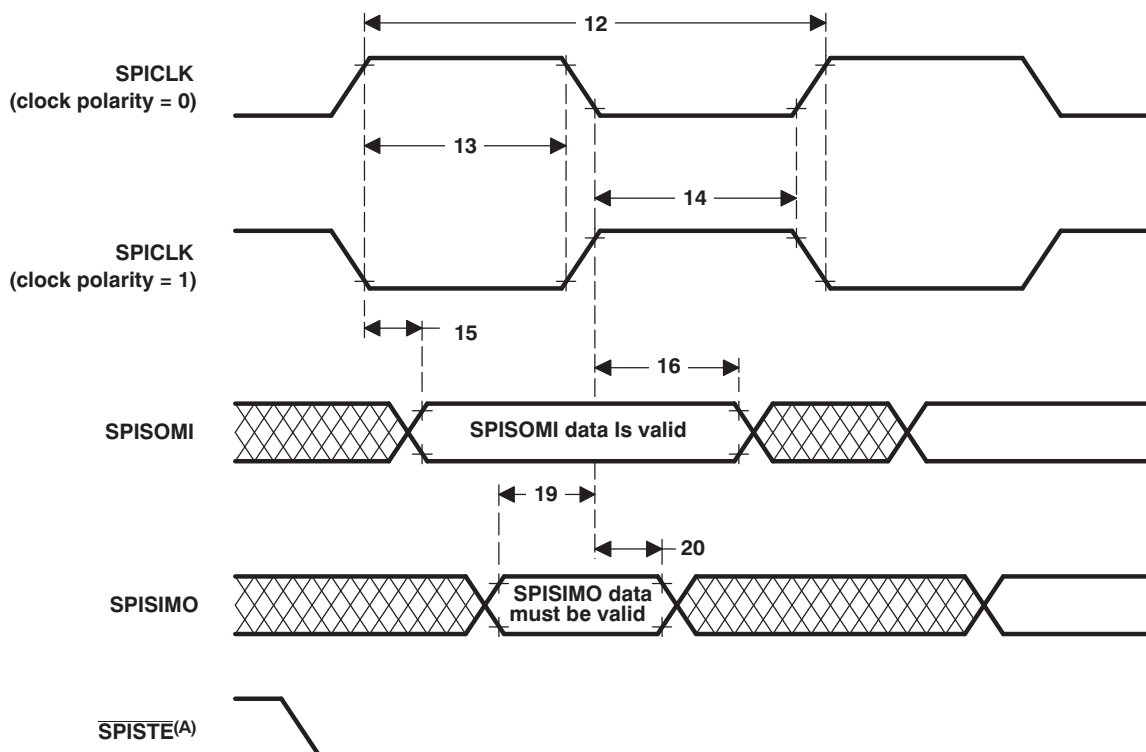 12
SPICLK
(clock polarity = 0)
13
14
SPICLK
(clock polarity = 1)
15
16
SPISOMI
SPISOMI data Is valid
19
20
SPISIMO
SPISIMO data
must be valid
SPISTE(A)